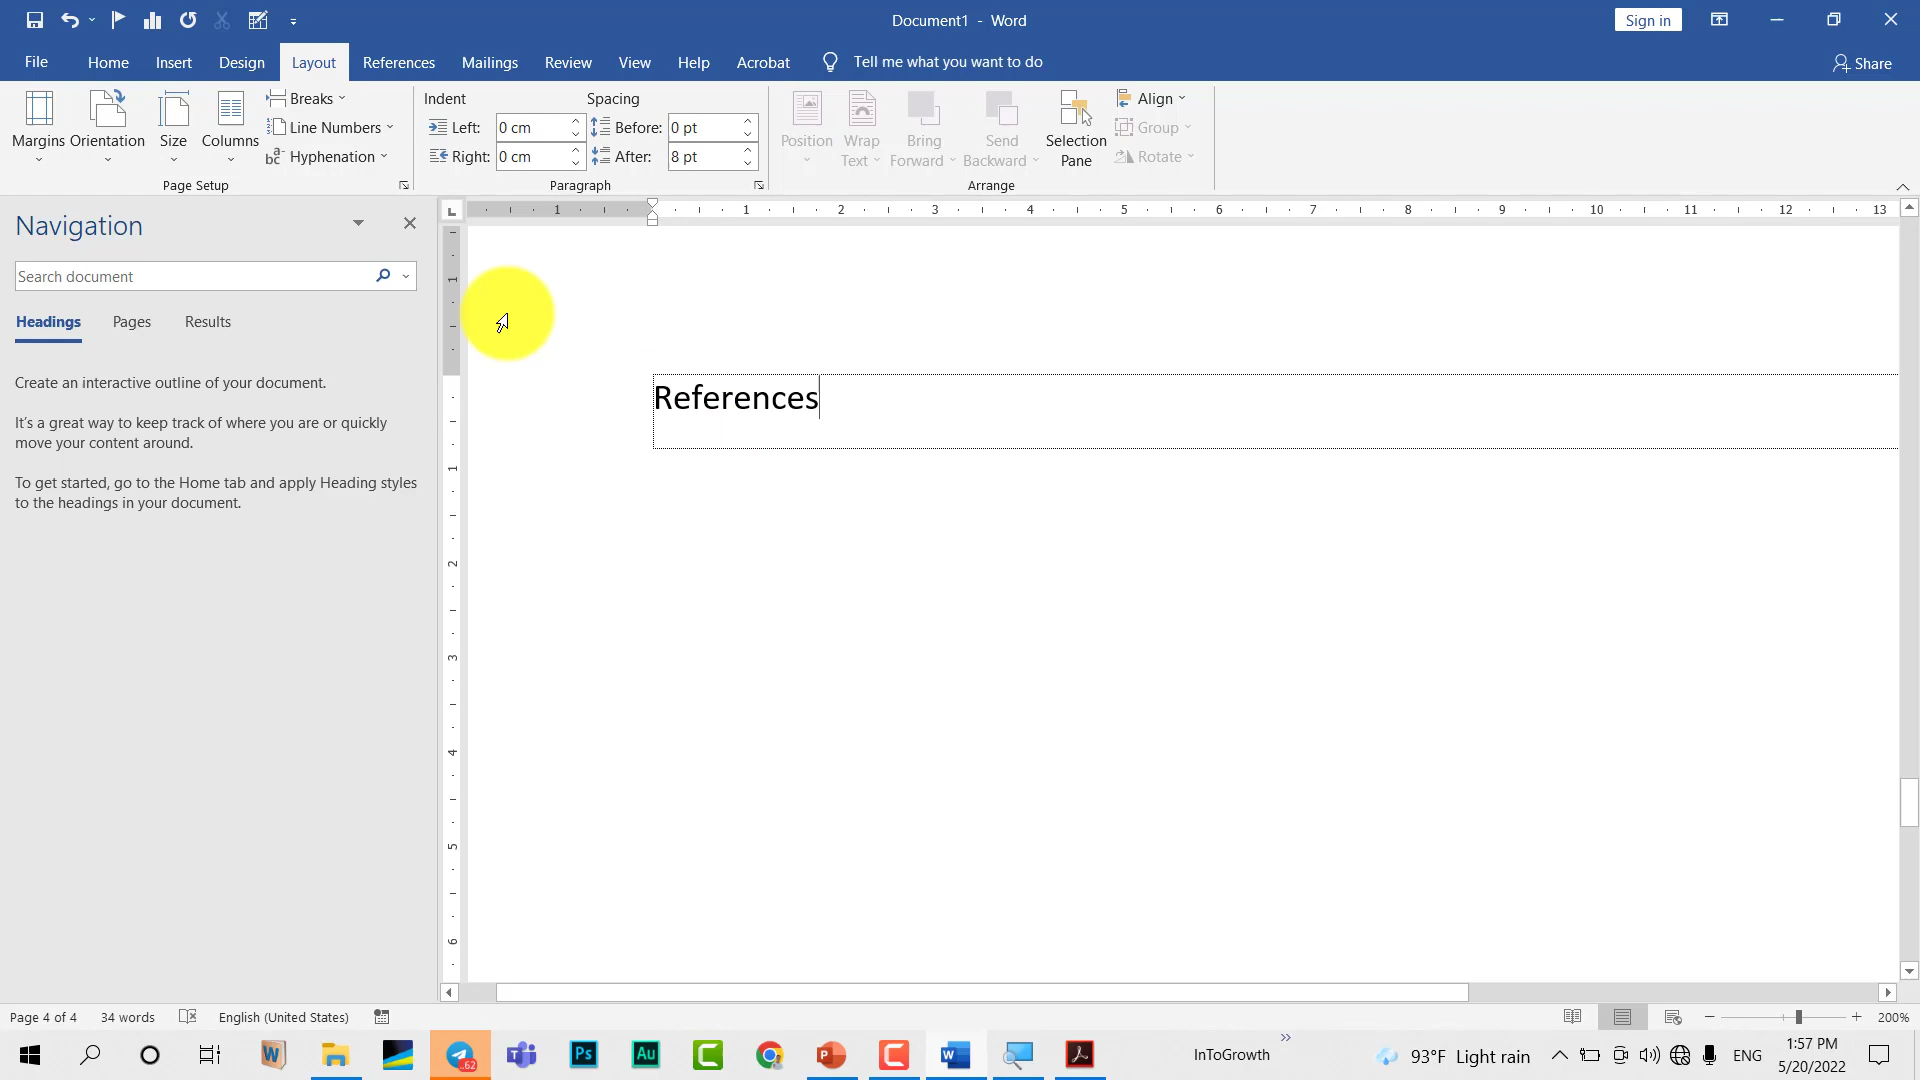 Document1 - Word
Sign in
File Home Insert Design Layout References Mailings Review View Help Acrobat Tell me what you want to do Share
Margins Orientation Size Columns
Breaks
Line Numbers
Hyphenation
Page Setup
Indent Spacing
Left: 0 cm Before: 0 pt
Right: 0 cm After: 8 pt
Paragraph
Position
Wrap
Text
Bring
Forward
Send
Backward
Selection
Pane
Align
Group
Rotate
Arrange
Navigation
Search document
Headings Pages Results
Create an interactive outline of your document.
It's a great way to keep track of where you are or quickly
move your content around.
To get started, go to the Home tab and apply Heading styles
to the headings in your document.
1 1 2 3 4 5 6 7 8 9 10 11 12 13
1
1
2
3
4
5
6
References
Page 4 of 4 34 words English (United States) 200%
62
InToGrowth
93°F Light rain
ENG
1:57 PM
5/20/2022